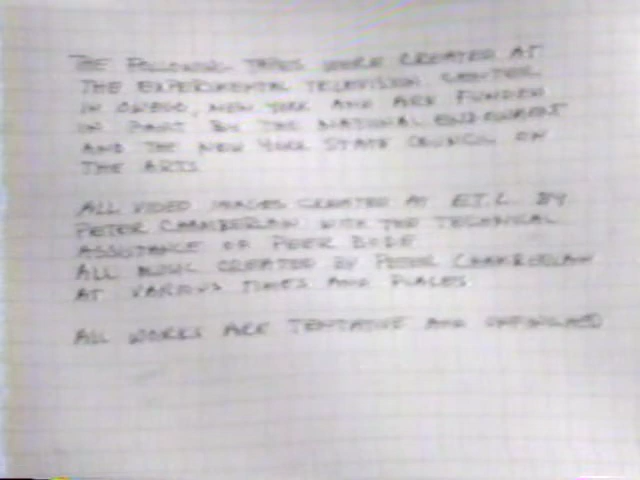 THE FOLLOWING TAPES WERE CREATED AT
THE EXPERIMENTAL TELEVISION CENTER
IN OWEGO, NEW YORK AND ARE FUNDED
IN PART BY THE NATIONAL ENDOWMENT
AND THE NEW YORK STATE COUNCIL ON
THE ARTS
ALL VIDEO IMAGES CREATED AT E.T.C. BY
PETER CHAMBERLAIN WITH THE TECHNICAL
ASSISTANCE OF PEER BODE
ALL MUSIC CREATED BY PETER CHAMBERLAIN
AT VARIOUS TIMES AND PLACES
ALL WORKS ARE TENTATIVE AND UNFINISHED